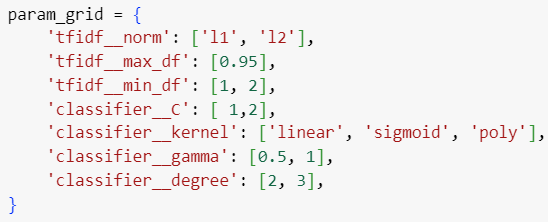 param_grid = {
    'tfidf__norm': ['l1', 'l2'],
    'tfidf__max_df': [0.95],
    'tfidf__min_df': [1, 2],
    'classifier__C': [ 1,2],
    'classifier__kernel': ['linear', 'sigmoid', 'poly'],
    'classifier__gamma': [0.5, 1],
    'classifier__degree': [2, 3],
}